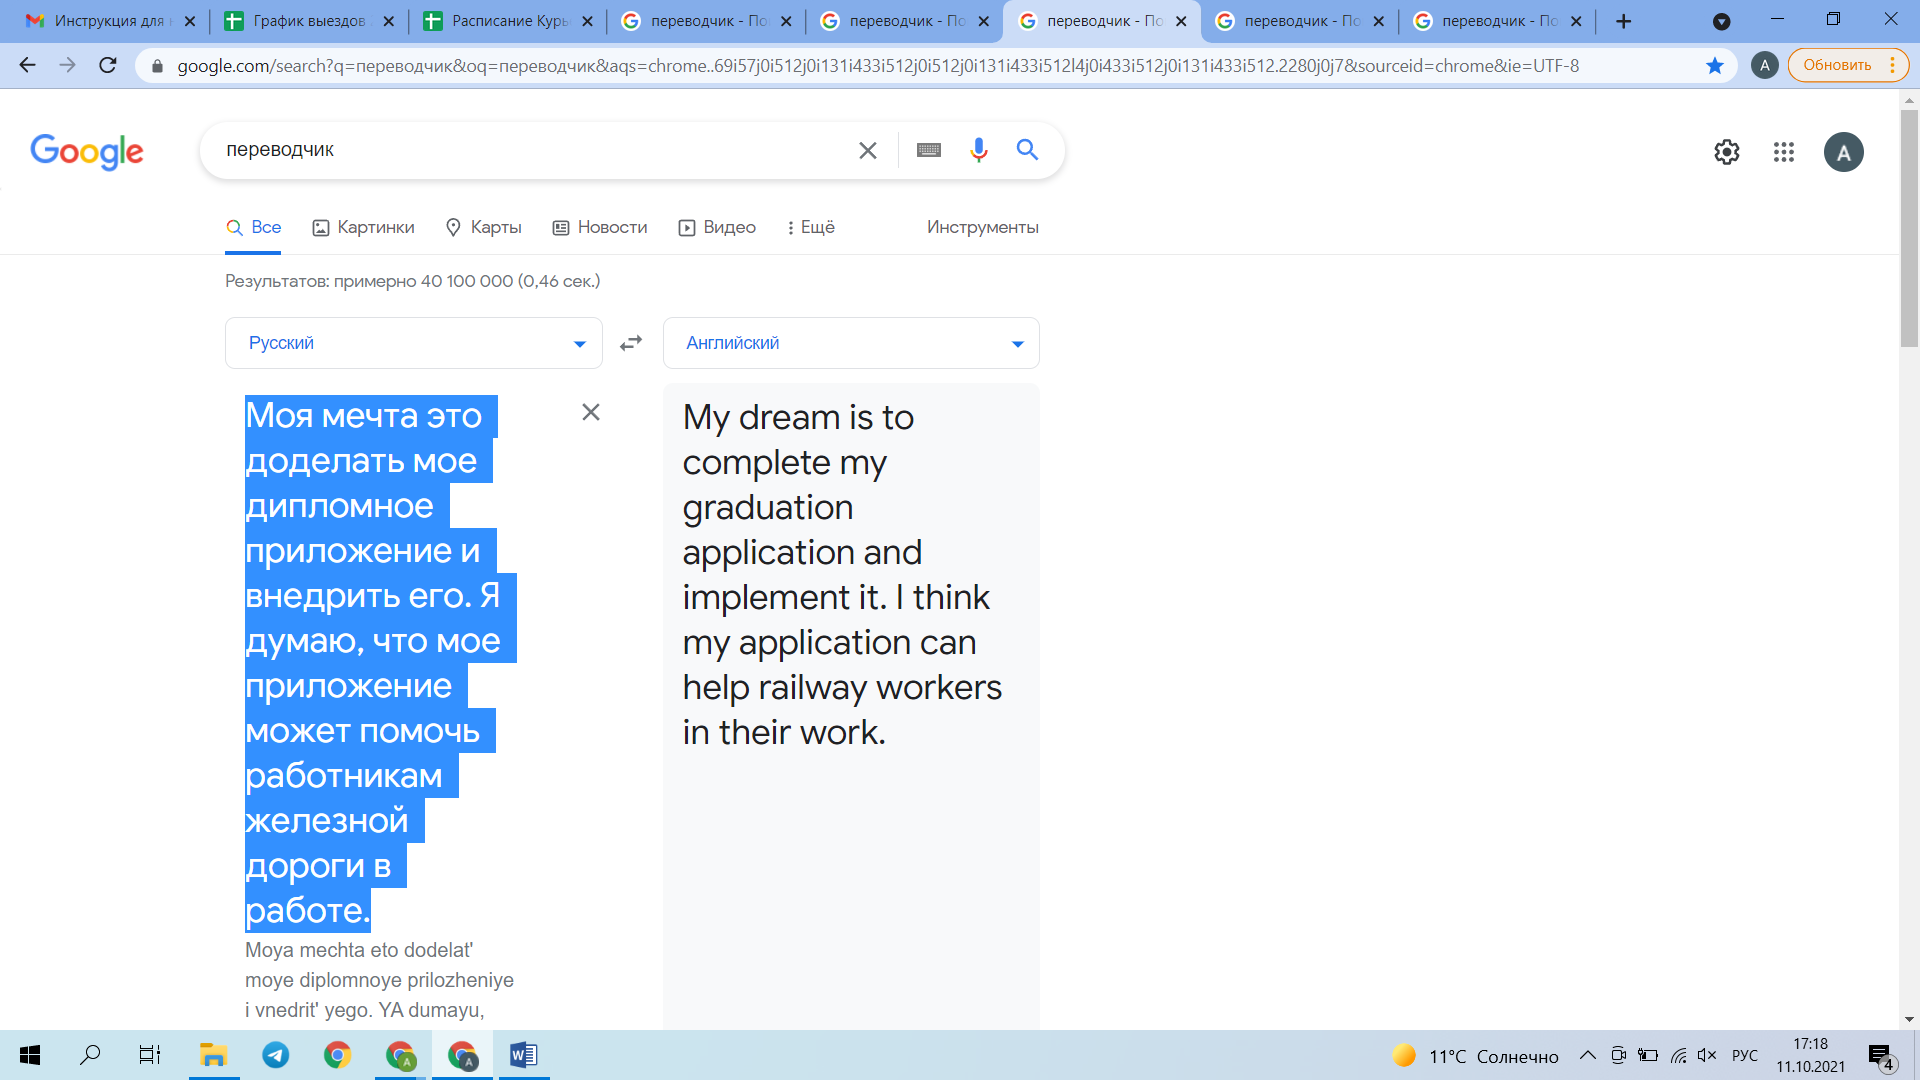 Инструкция для н
График выездов
Расписание Курь
переводчик - По
переводчик - По
переводчик - По
переводчик - По
переводчик - По
google.com/search?q=переводчик&oq=переводчик&aqs=chrome..69i57j0i512j0i131i433i512j0i512j0i131i433i512l4j0i433i512j0i131i433i512.2280j0j7&sourceid=chrome&ie=UTF-8
A
Обновить
Google
переводчик
A
Все
Картинки
Карты
Новости
Видео
Ещё
Инструменты
Результатов: примерно 40 100 000 (0,46 сек.)
Русский
Английский
Моя мечта это
доделать мое
дипломное
приложение и
внедрить его. Я
думаю, что мое
приложение
может помочь
работникам
железной
дороги в
работе.
Moya mechta eto dodelat'
moye diplomnoye prilozheniye
i vnedrit' yego. YA dumayu,
My dream is to
complete my
graduation
application and
implement it. I think
my application can
help railway workers
in their work.
11°C Солнечно
РУС
17:18
11.10.2021
4